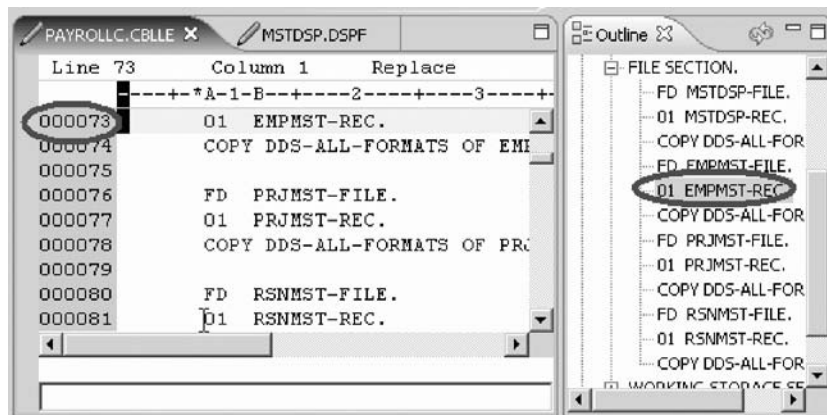 PAYROLLC.CBLLE
MSTDSP.DSPF
Line 73 Column 1 Replace
----+-*A-1-B--+----2----+----3----+-
000073 01 EMPMST-REC.
000074 COPY DDS-ALL-FORMATS OF EMP
000075
000076 FD PRJMST-FILE.
000077 01 PRJMST-REC.
000078 COPY DDS-ALL-FORMATS OF PRJ
000079
000080 FD RSNMST-FILE.
000081 01 RSNMST-REC.
Outline
FILE SECTION.
FD MSTDSP-FILE.
01 MSTDSP-REC.
COPY DDS-ALL-FOR
FD EMPMST-FILE.
01 EMPMST-REC.
COPY DDS-ALL-FOR
FD PRJMST-FILE.
01 PRJMST-REC.
COPY DDS-ALL-FOR
FD RSNMST-FILE.
01 RSNMST-REC.
COPY DDS-ALL-FOR
WORKING-STORAGE SE